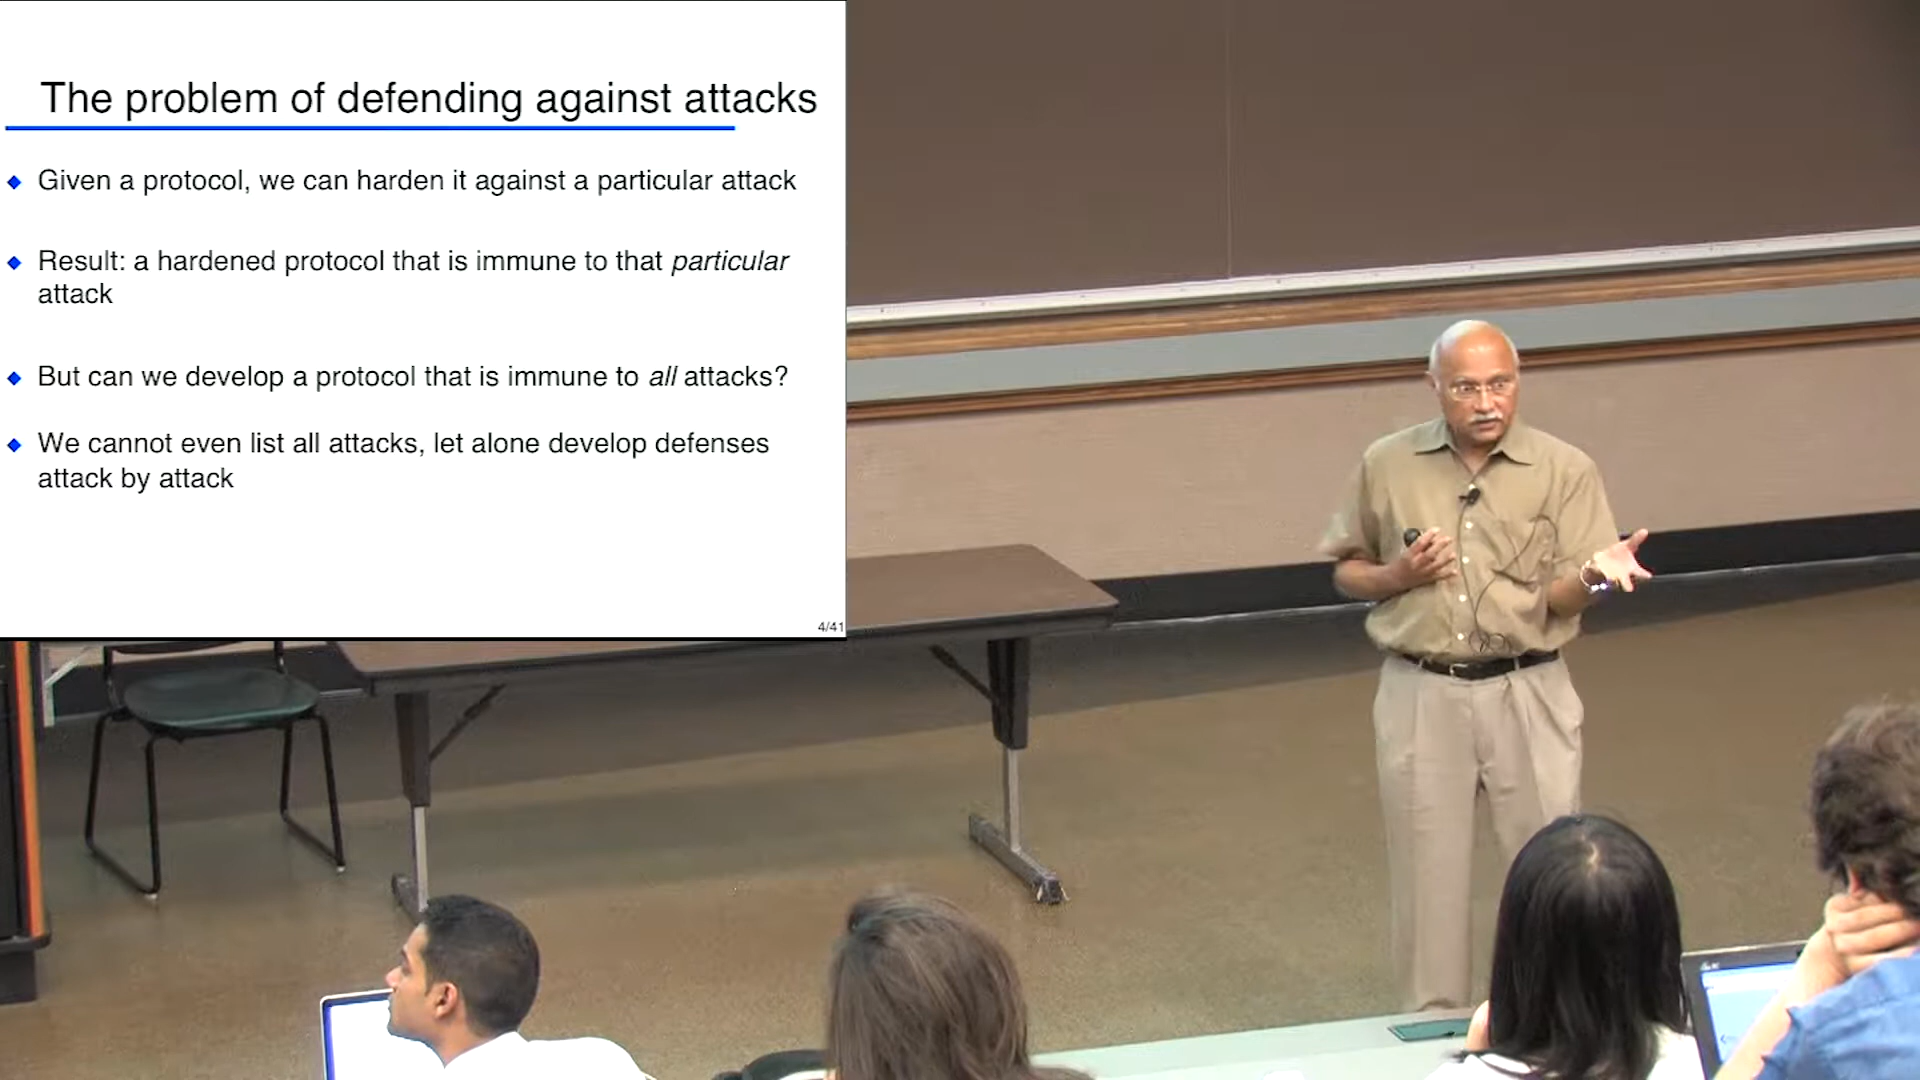 The problem of defending against attacks
Given a protocol, we can harden it against a particular attack
Result: a hardened protocol that is immune to that particular
attack
But can we develop a protocol that is immune to all attacks?
We cannot even list all attacks, let alone develop defenses
attack by attack
4/41